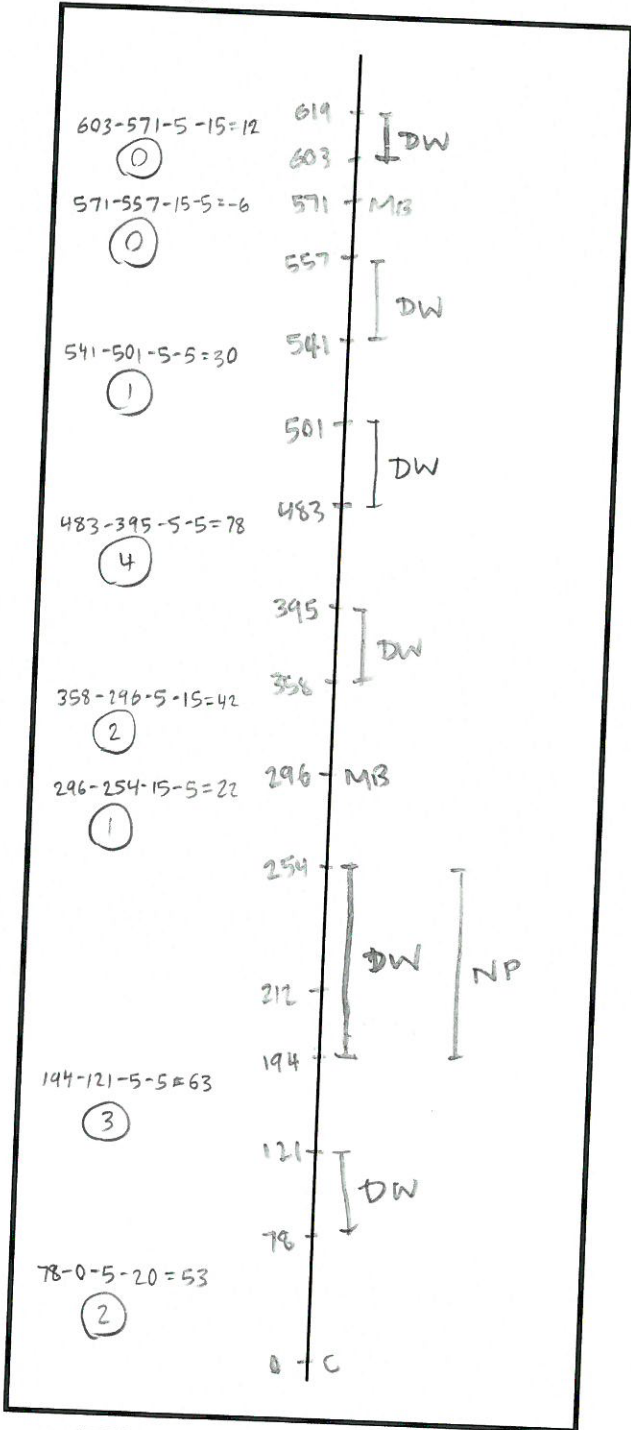 619
603-571-5-15=12
DW
0
603
571-557-15-5=-6
571 MB
0
557
DW
541
541-501-5-5=30
1
501
DW
483
483-395-5-5=78
4
395
DW
358
358-296-5-15=42
2
296 MB
296-254-15-5=22
1
254
DW
NP
212
194
194-121-5-5=63
3
121
DW
78
78-0-5-20=53
2
0 C